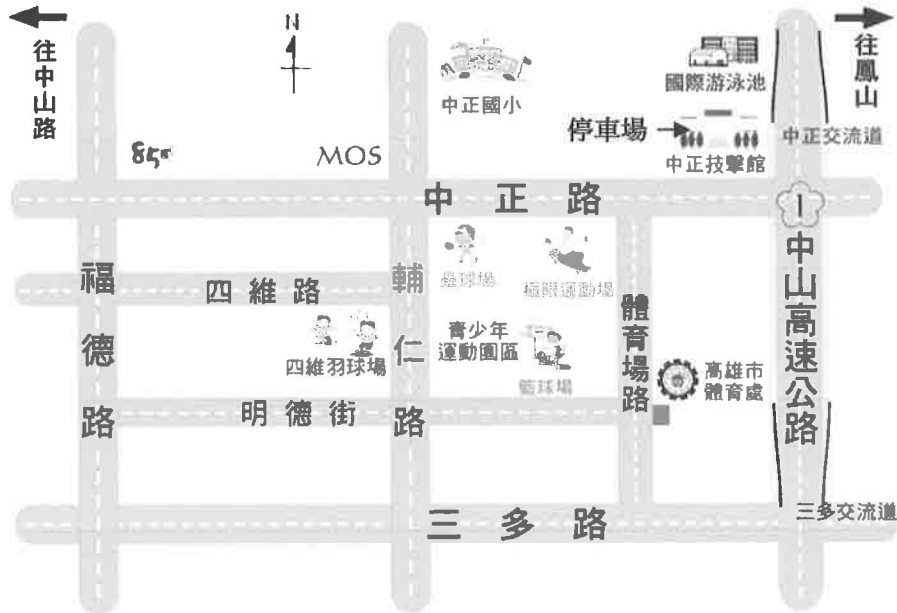 往中山路
N
往鳳山
中正國小
國際游泳池
停車場
中正交流道
中正技擊館
85
MOS
中正路
1
壘球場
極限運動場
福德路
四維路
輔仁路
體育場路
中山高速公路
青少年
運動園區
四維羽球場
籃球場
高雄市
體育處
明德街
三多路
三多交流道